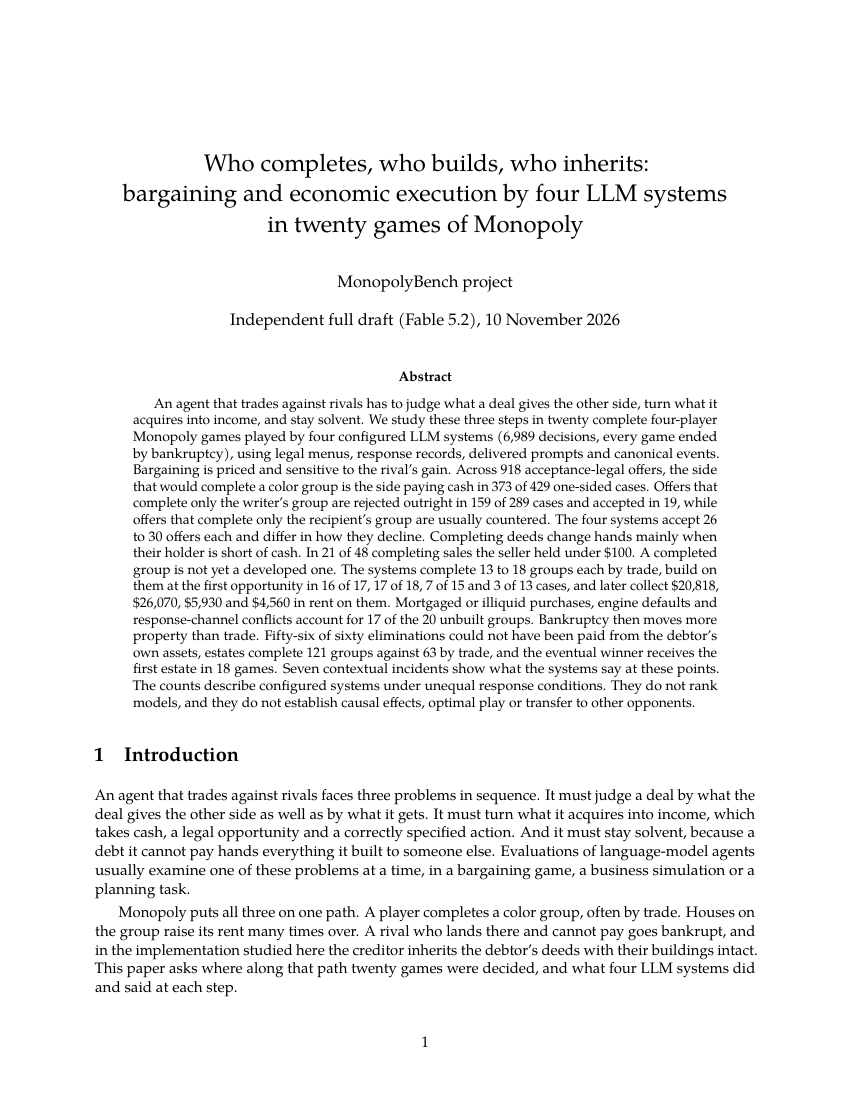 Who completes, who builds, who inherits:
bargaining and economic execution by four LLM systems
in twenty games of Monopoly
MonopolyBench project
Independent full draft (Fable 5.2), 10 November 2026
Abstract
An agent that trades against rivals has to judge what a deal gives the other side, turn what it
acquires into income, and stay solvent. We study these three steps in twenty complete four-player
Monopoly games played by four configured LLM systems (6,989 decisions, every game ended
by bankruptcy), using legal menus, response records, delivered prompts and canonical events.
Bargaining is priced and sensitive to the rival's gain. Across 918 acceptance-legal offers, the side
that would complete a color group is the side paying cash in 373 of 429 one-sided cases. Offers that
complete only the writer's group are rejected outright in 159 of 289 cases and accepted in 19, while
offers that complete only the recipient's group are usually countered. The four systems accept 26
to 30 offers each and differ in how they decline. Completing deeds change hands mainly when
their holder is short of cash. In 21 of 48 completing sales the seller held under $100. A completed
group is not yet a developed one. The systems complete 13 to 18 groups each by trade, build on
them at the first opportunity in 16 of 17, 17 of 18, 7 of 15 and 3 of 13 cases, and later collect $20,818,
$26,070, $5,930 and $4,560 in rent on them. Mortgaged or illiquid purchases, engine defaults and
response-channel conflicts account for 17 of the 20 unbuilt groups. Bankruptcy then moves more
property than trade. Fifty-six of sixty eliminations could not have been paid from the debtor's
own assets, estates complete 121 groups against 63 by trade, and the eventual winner receives the
first estate in 18 games. Seven contextual incidents show what the systems say at these points.
The counts describe configured systems under unequal response conditions. They do not rank
models, and they do not establish causal effects, optimal play or transfer to other opponents.
1 Introduction
An agent that trades against rivals faces three problems in sequence. It must judge a deal by what the
deal gives the other side as well as by what it gets. It must turn what it acquires into income, which
takes cash, a legal opportunity and a correctly specified action. And it must stay solvent, because a
debt it cannot pay hands everything it built to someone else. Evaluations of language-model agents
usually examine one of these problems at a time, in a bargaining game, a business simulation or a
planning task.
Monopoly puts all three on one path. A player completes a color group, often by trade. Houses on
the group raise its rent many times over. A rival who lands there and cannot pay goes bankrupt, and
in the implementation studied here the creditor inherits the debtor's deeds with their buildings intact.
This paper asks where along that path twenty games were decided, and what four LLM systems did
and said at each step.
1